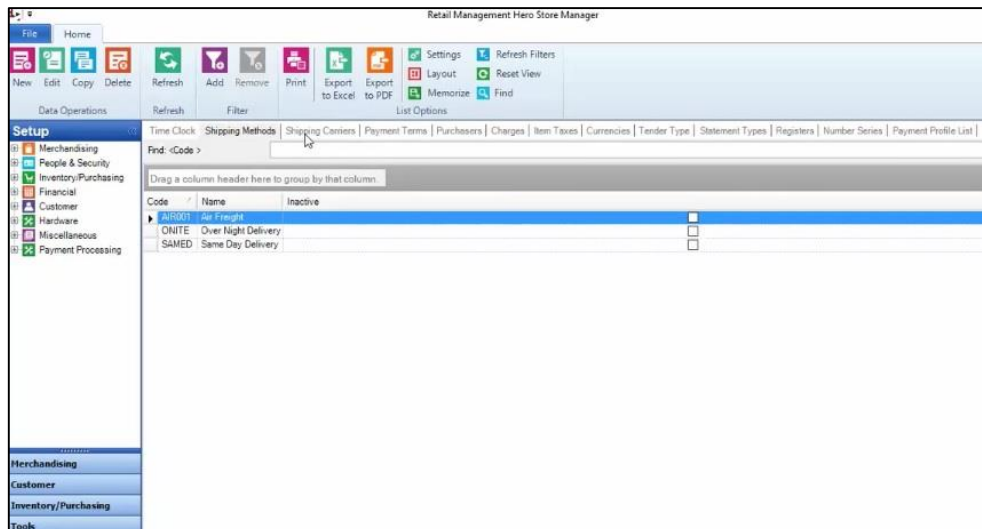 Retail Management Hero Store Manager
File Home
New Edit Copy Delete
Refresh
Add Remove
Print
Export to Excel
Export to PDF
Settings
Layout
Memorize
Refresh Filters
Reset View
Find
Data Operations
Refresh
Filter
List Options
Setup
Merchandising
People & Security
Inventory/Purchasing
Financial
Customer
Hardware
Miscellaneous
Payment Processing
Merchandising
Customer
Inventory/Purchasing
Tools
Time Clock | Shipping Methods | Shipping Carriers | Payment Terms | Purchasers | Charges | Item Taxes | Currencies | Tender Type | Statement Types | Registers | Number Series | Payment Profile List |
Find: <Code >
Drag a column header here to group by that column.
Code Name Inactive
AIR001 Air Freight
ONITE Over Night Delivery
SAMED Same Day Delivery